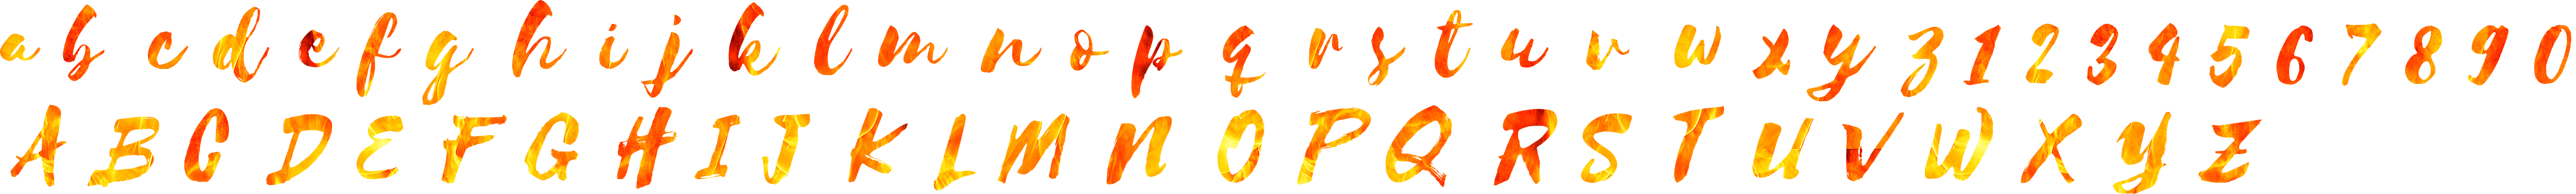 a b c d e f g h i j k l m n o p q r s t u v w x y z 1 2 3 4 5 6 7 8 9 0
A B C D E F G H I J K L M N O P Q R S T U V W X Y Z